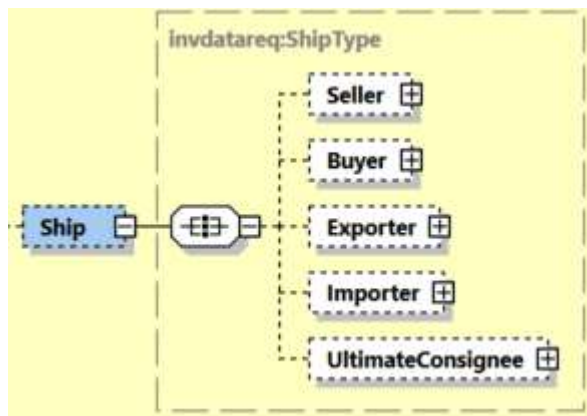 invdatareq:ShipType
Seller
Buyer
Ship
Exporter
Importer
UltimateConsignee